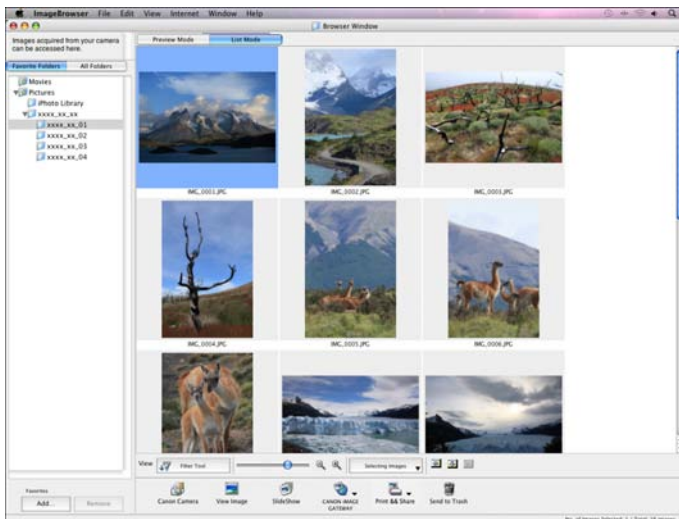 ImageBrowser File Edit View Internet Window Help
Browser Window
Images acquired from your camera
can be accessed here.
Favorite Folders All Folders
Preview Mode List Mode
Movies
Pictures
iPhoto Library
xxxx_xx_xx
xxxx_xx_01
xxxx_xx_02
xxxx_xx_03
xxxx_xx_04
IMG_0001.JPG IMG_0002.JPG IMG_0003.JPG
IMG_0004.JPG IMG_0005.JPG IMG_0006.JPG
View Filter Tool Selecting Images
Favorites
Add... Remove
Canon Camera View Image SlideShow CANON iMAGE GATEWAY Print && Share Send to Trash